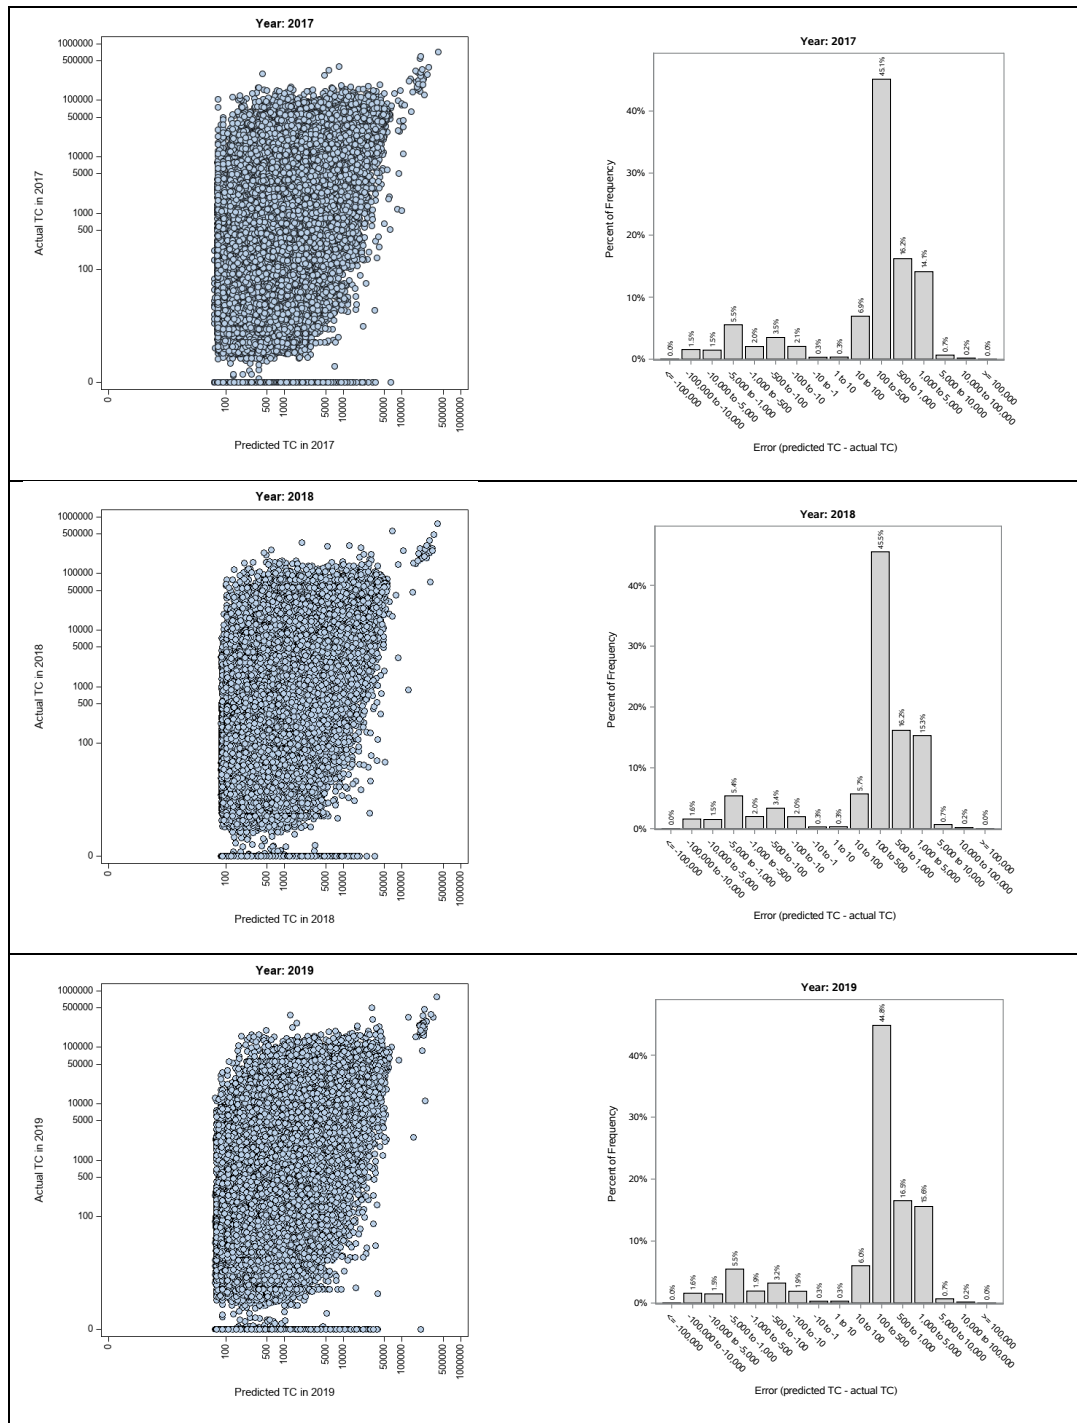 Year: 2017
1000000
500000
100000
50000
10000
5000
1000
500
100
0
Actual TC in 2017
0
100
500
1000
5000
10000
50000
100000
500000
1000000
Predicted TC in 2017
Year: 2017
40%
30%
20%
10%
0%
Percent of Frequency
0.0%
1.5%
1.5%
5.5%
2.0%
3.5%
2.1%
0.3%
0.3%
6.9%
45.1%
16.2%
14.1%
0.7%
0.2%
0.0%
<= -100,000
-100,000 to -10,000
-10,000 to -5,000
-5,000 to -1,000
-1,000 to -500
-500 to -100
-100 to -10
-10 to -1
1 to 10
10 to 100
100 to 500
500 to 1,000
1,000 to 5,000
5,000 to 10,000
10,000 to 100,000
>= 100,000
Error (predicted TC - actual TC)
Year: 2018
1000000
500000
100000
50000
10000
5000
1000
500
100
0
Actual TC in 2018
0
100
500
1000
5000
10000
50000
100000
500000
1000000
Predicted TC in 2018
Year: 2018
40%
30%
20%
10%
0%
Percent of Frequency
0.0%
1.6%
1.5%
5.4%
2.0%
3.4%
2.0%
0.3%
0.3%
5.7%
45.5%
16.2%
15.3%
0.7%
0.2%
0.0%
<= -100,000
-100,000 to -10,000
-10,000 to -5,000
-5,000 to -1,000
-1,000 to -500
-500 to -100
-100 to -10
-10 to -1
1 to 10
10 to 100
100 to 500
500 to 1,000
1,000 to 5,000
5,000 to 10,000
10,000 to 100,000
>= 100,000
Error (predicted TC - actual TC)
Year: 2019
1000000
500000
100000
50000
10000
5000
1000
500
100
0
Actual TC in 2019
0
100
500
1000
5000
10000
50000
100000
500000
1000000
Predicted TC in 2019
Year: 2019
40%
30%
20%
10%
0%
Percent of Frequency
0.0%
1.6%
1.5%
5.5%
1.9%
3.2%
1.9%
0.3%
0.3%
6.0%
44.8%
16.5%
15.6%
0.7%
0.2%
0.0%
<= -100,000
-100,000 to -10,000
-10,000 to -5,000
-5,000 to -1,000
-1,000 to -500
-500 to -100
-100 to -10
-10 to -1
1 to 10
10 to 100
100 to 500
500 to 1,000
1,000 to 5,000
5,000 to 10,000
10,000 to 100,000
>= 100,000
Error (predicted TC - actual TC)